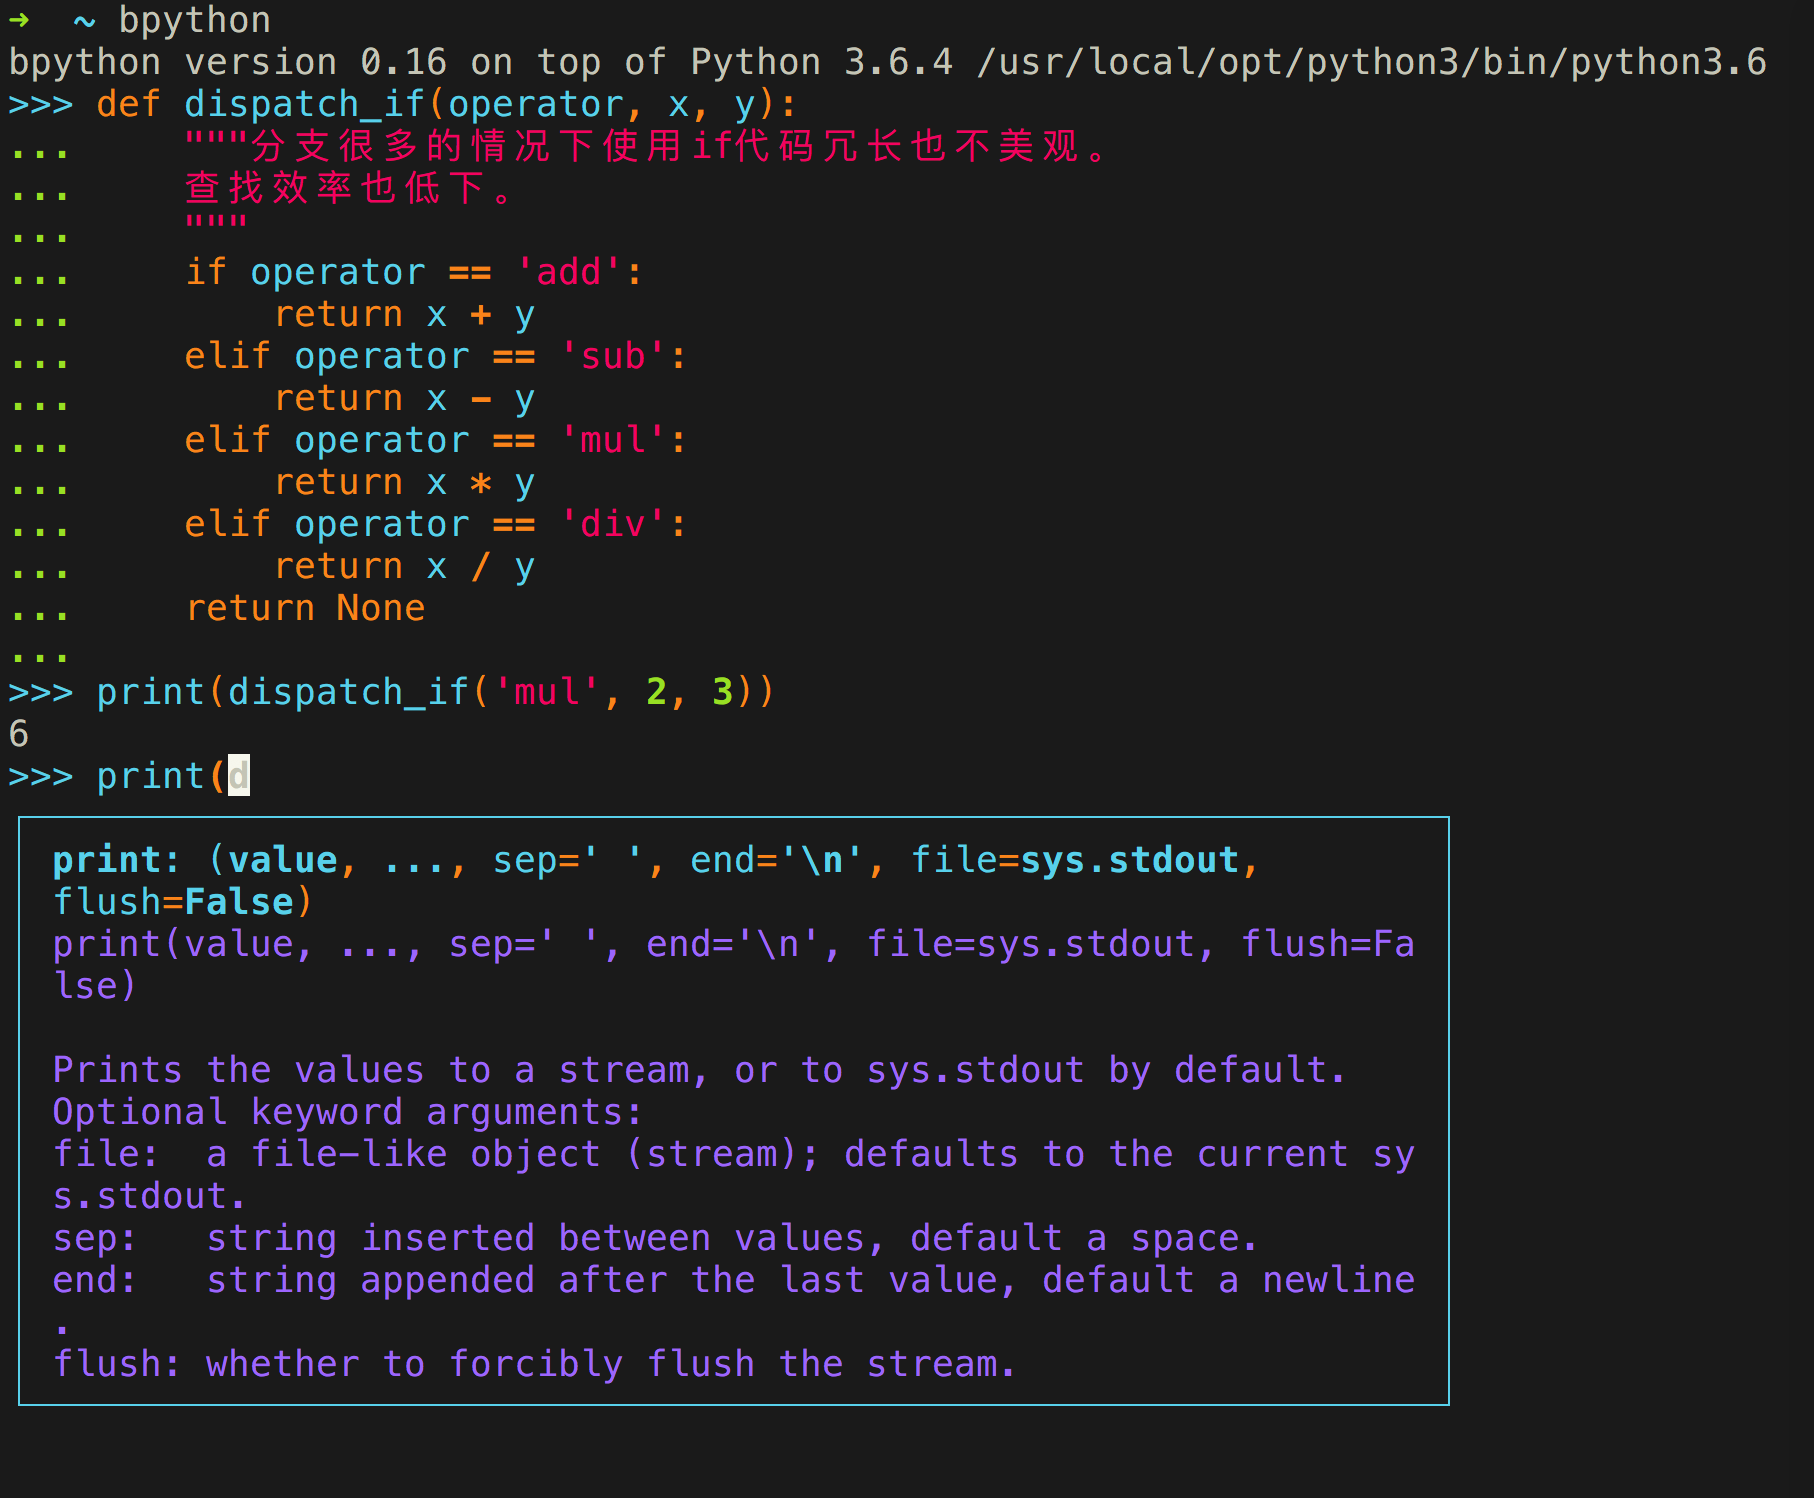 ➜  ~ bpython
bpython version 0.16 on top of Python 3.6.4 /usr/local/opt/python3/bin/python3.6
>>> def dispatch_if(operator, x, y):
...     """分支很多的情况下使用if代码冗长也不美观。
...     查找效率也低下。
...     """
...     if operator == 'add':
...         return x + y
...     elif operator == 'sub':
...         return x - y
...     elif operator == 'mul':
...         return x * y
...     elif operator == 'div':
...         return x / y
...     return None
...
>>> print(dispatch_if('mul', 2, 3))
6
>>> print(d
print: (value, ..., sep=' ', end='\n', file=sys.stdout,
flush=False)
print(value, ..., sep=' ', end='\n', file=sys.stdout, flush=Fa
lse)

Prints the values to a stream, or to sys.stdout by default.
Optional keyword arguments:
file:  a file-like object (stream); defaults to the current sy
s.stdout.
sep:   string inserted between values, default a space.
end:   string appended after the last value, default a newline
.
flush: whether to forcibly flush the stream.